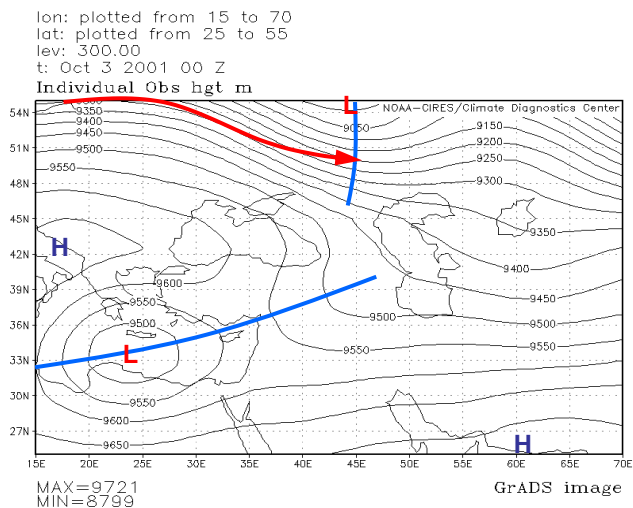 lon: plotted from 15 to 70
lat: plotted from 25 to 55
lev: 300.00
t: Oct 3 2001 00 Z
Individual Obs hgt m
54N
9350
9400
9450
9500
9550
L
NOAA-CIRES/Climate Diagnostics Center
9050
9150
9200
9250
9300
51N
48N
45N
9350
H
42N
9400
9600
39N
9550
9450
36N
9500
9500
9500
33N
L
9550
9550
30N
9550
9600
27N
9650
H
15E 20E 25E 30E 35E 40E 45E 50E 55E 60E 65E 70E
MAX=9721
MIN=8799
GrADS image